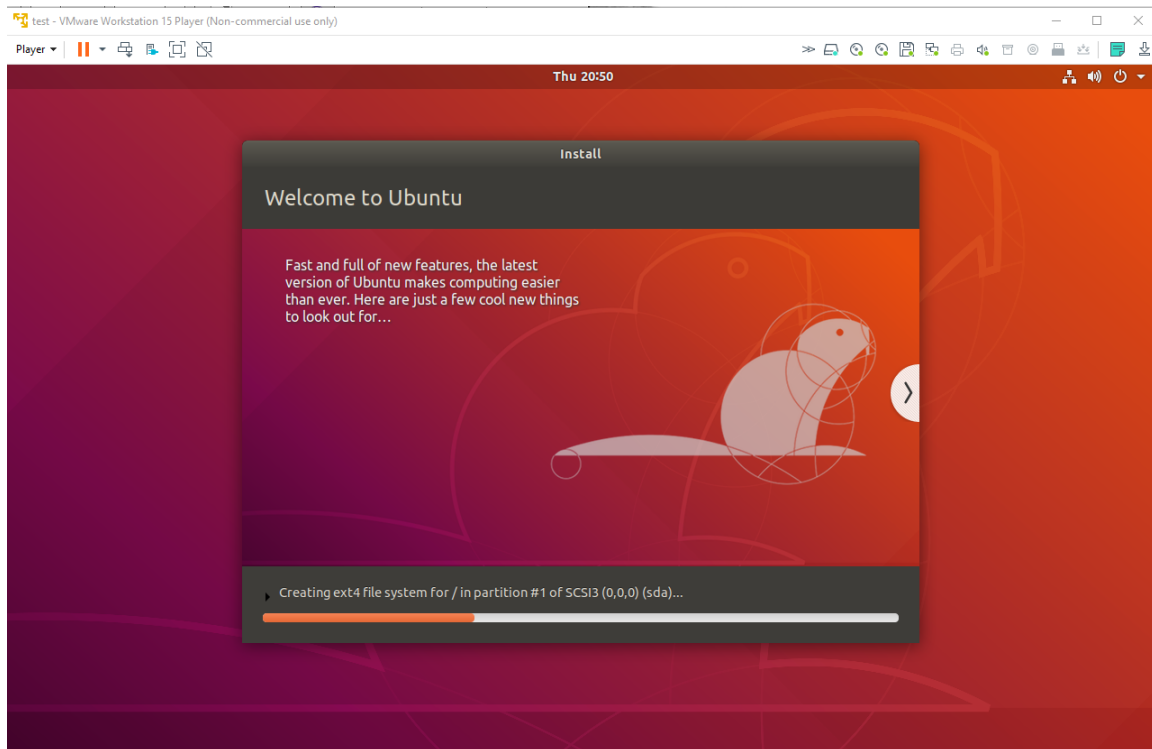 test - VMware Workstation 15 Player (Non-commercial use only)
Player
Thu 20:50
Install
Welcome to Ubuntu
Fast and full of new features, the latest
version of Ubuntu makes computing easier
than ever. Here are just a few cool new things
to look out for...
Creating ext4 file system for / in partition #1 of SCSI3 (0,0,0) (sda)...